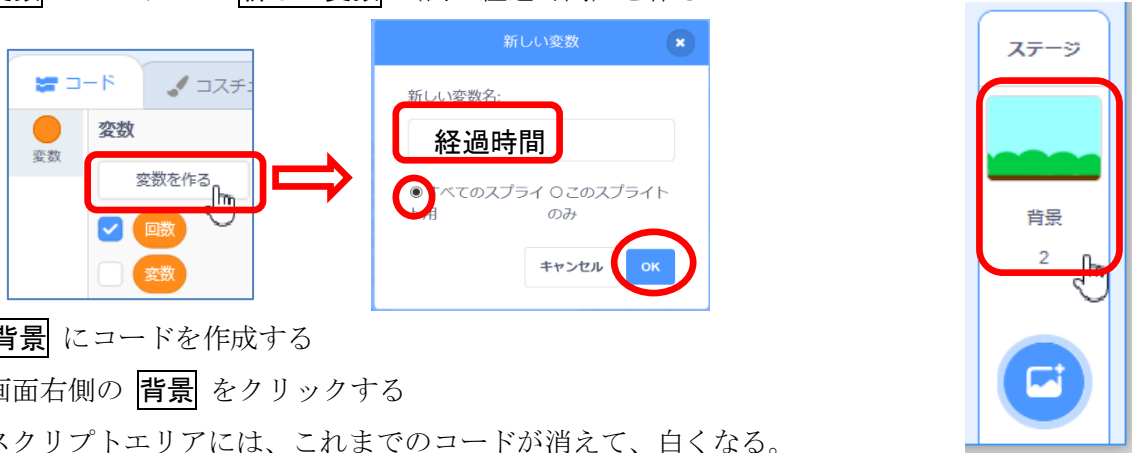 新しい変数
ステージ
コード
コスチ
新しい変数名:
変数
変数
経過時間
変数を作る
すべてのスプライ
ト用
このスプライト
のみ
背景
回数
2
キャンセル
OK
変数
背景 にコードを作成する
画面右側の 背景 をクリックする
スクリプトエリアには、これまでのコードが消えて、白くなる。